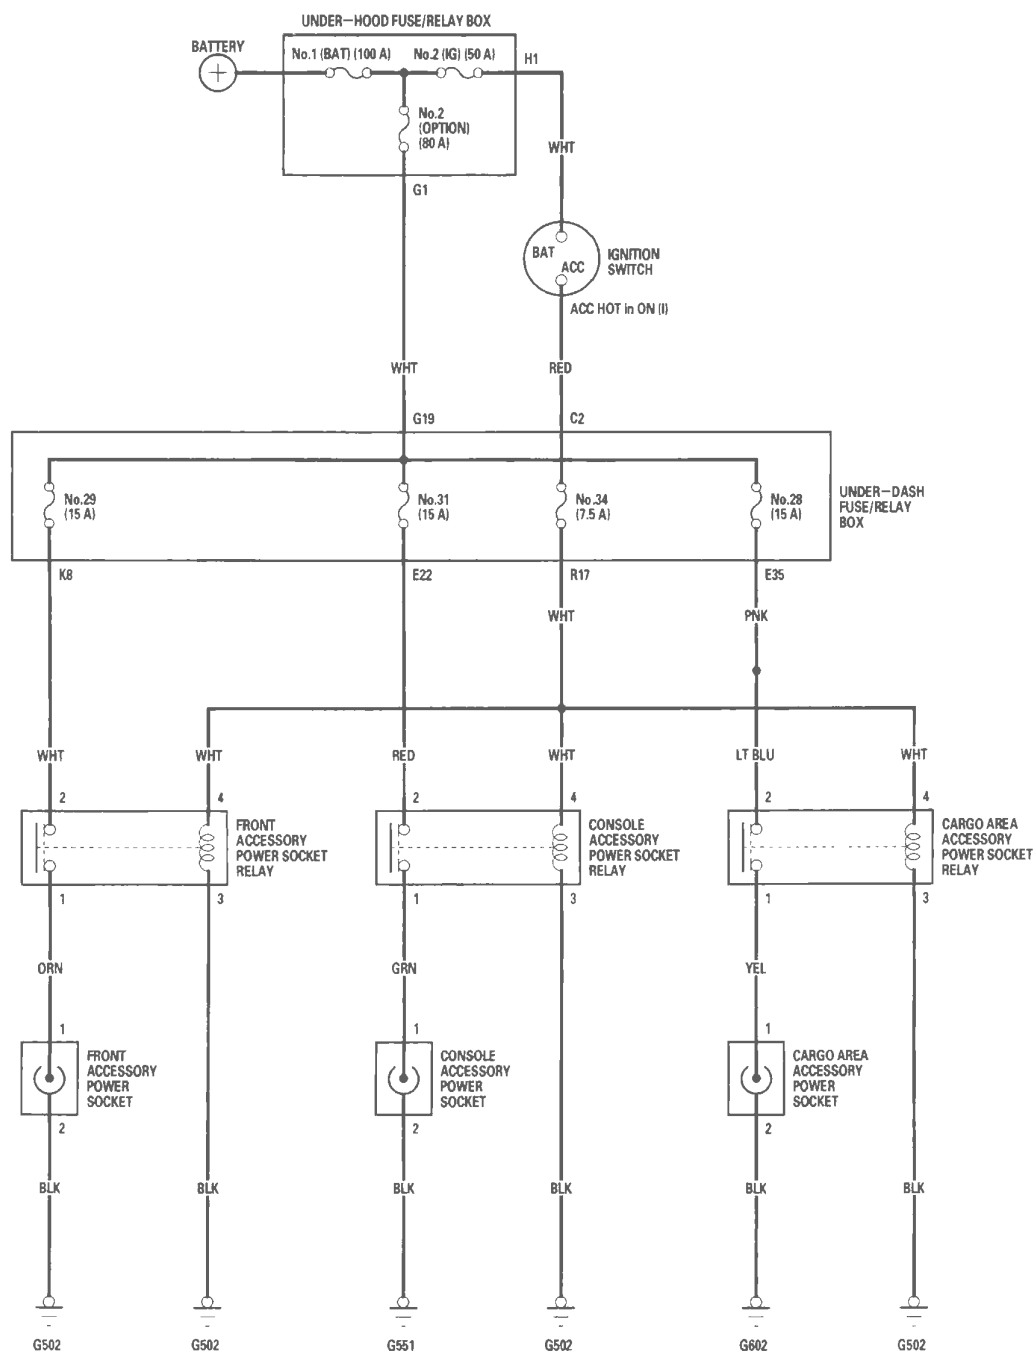 UNDER-HOOD FUSE/RELAY BOX
BATTERY
No.1 (BAT) (100 A)
No.2 (IG) (50 A)
H1
No.2
(OPTION)
(80 A)
WHT
G1
BAT
ACC
IGNITION
SWITCH
ACC HOT in ON (I)
WHT
RED
G19
C2
No.29
(15 A)
No.31
(15 A)
No.34
(7.5 A)
No.28
(15 A)
UNDER-DASH
FUSE/RELAY
BOX
K8
E22
R17
E35
WHT
PNK
WHT
WHT
RED
WHT
LT BLU
WHT
2
4
2
4
2
4
FRONT
ACCESSORY
POWER SOCKET
RELAY
CONSOLE
ACCESSORY
POWER SOCKET
RELAY
CARGO AREA
ACCESSORY
POWER SOCKET
RELAY
1
3
1
3
1
3
ORN
GRN
YEL
1
1
1
FRONT
ACCESSORY
POWER
SOCKET
CONSOLE
ACCESSORY
POWER
SOCKET
CARGO AREA
ACCESSORY
POWER
SOCKET
2
2
2
BLK
BLK
BLK
BLK
BLK
BLK
G502
G502
G551
G502
G602
G502